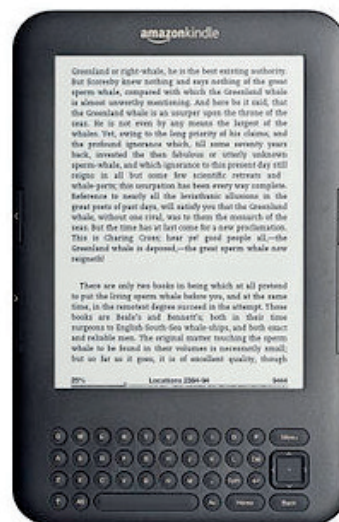 amazonkindle
Greenland or right-whale, he is the best existing authority.
But Scoresby knew nothing and says nothing of the great
sperm whale, compared with which the Greenland whale
is almost unworthy mentioning. And here be it said, that
the Greenland whale is an usurper upon the throne of the
seas. He is not even by any means the largest of the
whales. Yet, owing to the long priority of his claims, and
the profound ignorance which, till some seventy years
back, invested the then fabulous or utterly unknown
sperm-whale, and which ignorance to this present day still
reigns in all but some few scientific retreats and
whale-ports; this usurpation has been every way complete.
Reference to nearly all the leviathanic allusions in the
great poets of past days, will satisfy you that the Greenland
whale, without one rival, was to them the monarch of the
seas. But the time has at last come for a new proclamation.
This is Charing Cross; hear ye! good people all,—the
Greenland whale is deposed,—the great sperm whale now
reigneth!
There are only two books in being which at all pretend
to put the living sperm whale before you, and at the same
time, in the remotest degree succeed in the attempt. Those
books are Beale's and Bennett's; both in their time
surgeons to English South-Sea whale-ships, and both exact
and reliable men. The original matter touching the sperm
whale to be found in their volumes is necessarily small;
but so far as it goes, it is of excellent quality, though
25% Locations 2384-94 9444
Q W E R T Y U I O P Menu
A S D F G H J K L Del
Z X C V B N M
Alt Aa Home Back